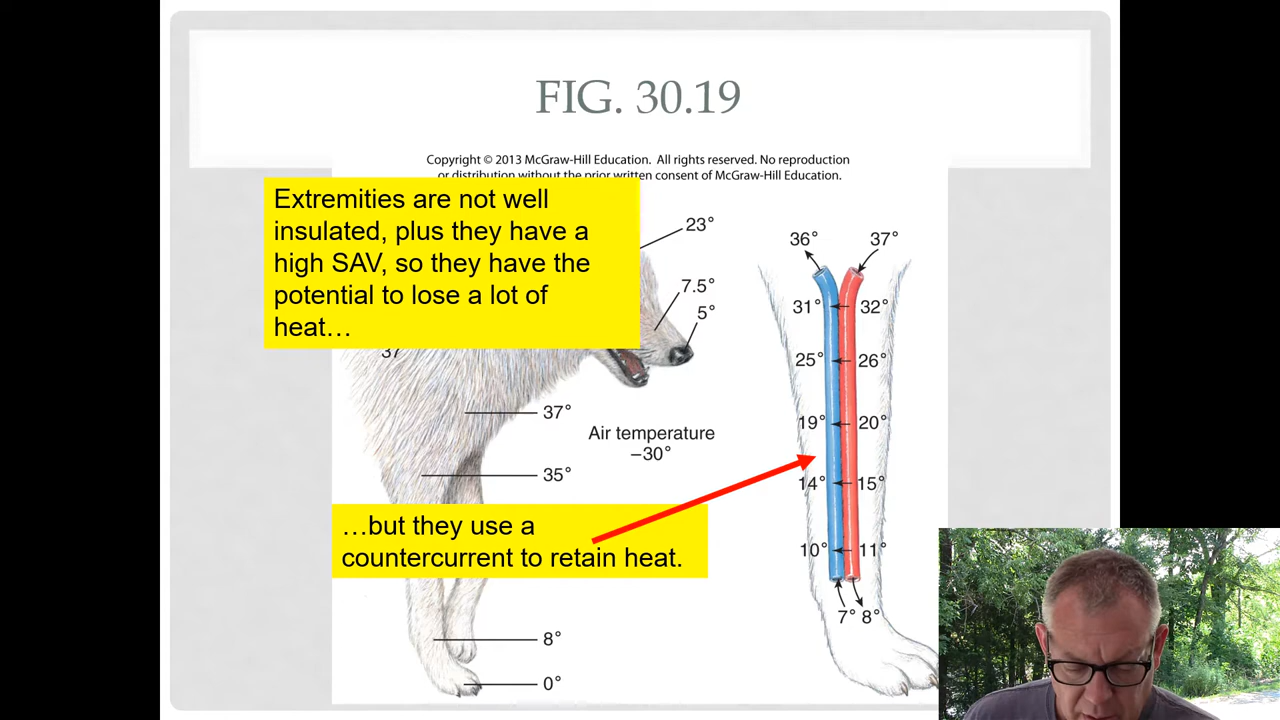 FIG. 30.19
Copyright © 2013 McGraw-Hill Education. All rights reserved. No reproduction
or distribution without the prior written consent of McGraw-Hill Education.
Extremities are not well
insulated, plus they have a
high SAV, so they have the
potential to lose a lot of
heat…
23°
7.5°
5°
37
37°
Air temperature
–30°
35°
…but they use a
countercurrent to retain heat.
8°
0°
36° 37°
31° 32°
25° 26°
19° 20°
14° 15°
10° 11°
7° 8°